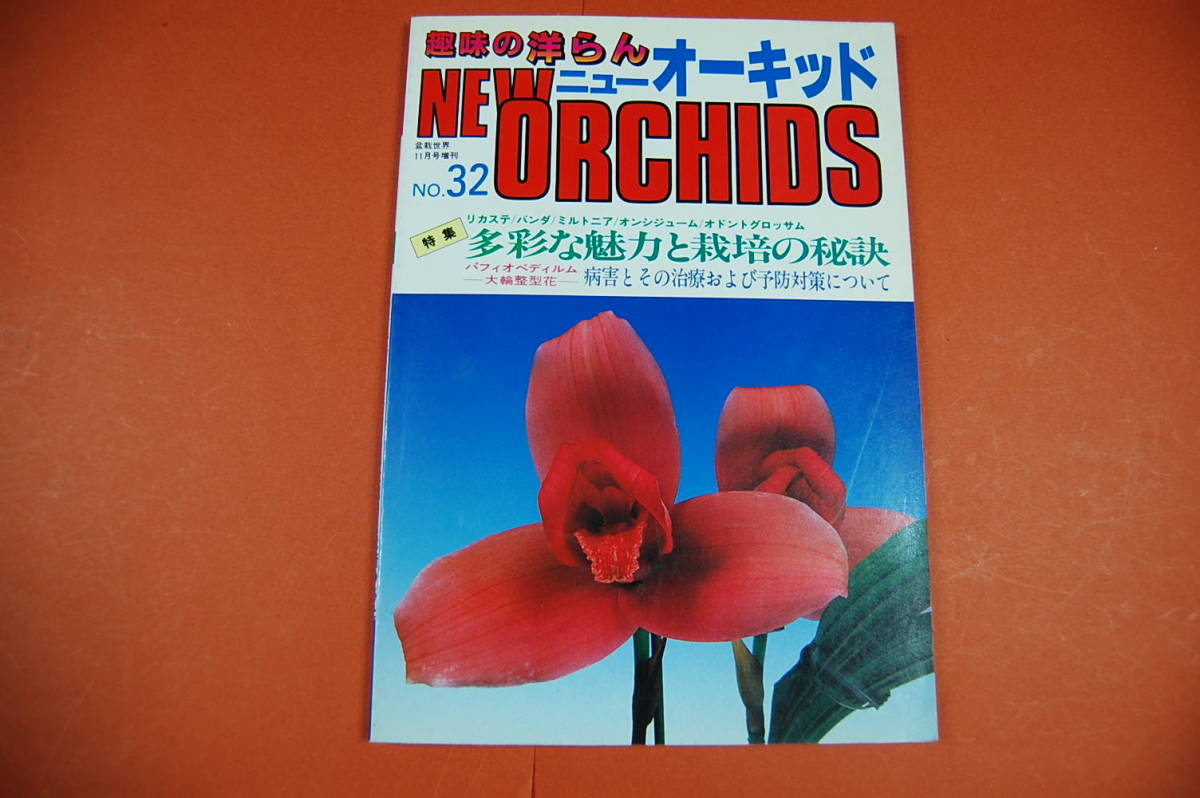 趣味の洋らん
ニューオーキッド
NEW ORCHIDS
盆栽世界
11月号増刊
NO.32
リカステ/バンダ/ミルトニア/オンシジューム/オドントグロッサム
特集
多彩な魅力と栽培の秘訣
パフィオペディルム
―大輪整型花―
病害とその治療および予防対策について